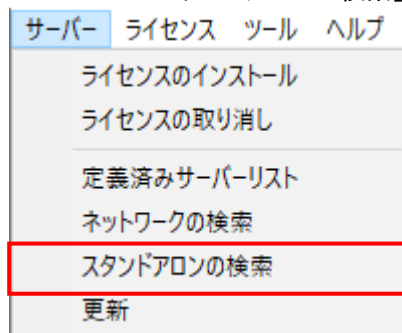 サーバー ライセンス ツール ヘルプ
ライセンスのインストール
ライセンスの取り消し
定義済みサーバーリスト
ネットワークの検索
スタンドアロンの検索
更新